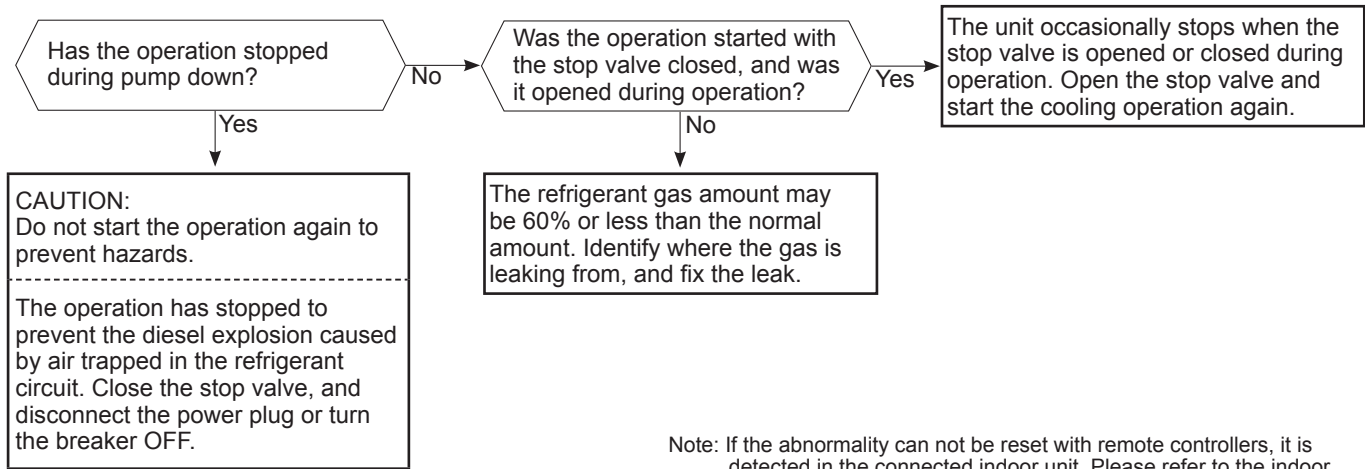 Has the operation stopped
during pump down?
No
Yes
Was the operation started with
the stop valve closed, and was
it opened during operation?
Yes
No
The unit occasionally stops when the
stop valve is opened or closed during
operation. Open the stop valve and
start the cooling operation again.
CAUTION:
Do not start the operation again to
prevent hazards.
The operation has stopped to
prevent the diesel explosion caused
by air trapped in the refrigerant
circuit. Close the stop valve, and
disconnect the power plug or turn
the breaker OFF.
The refrigerant gas amount may
be 60% or less than the normal
amount. Identify where the gas is
leaking from, and fix the leak.
Note: If the abnormality can not be reset with remote controllers, it is
detected in the connected indoor unit. Please refer to the indoor